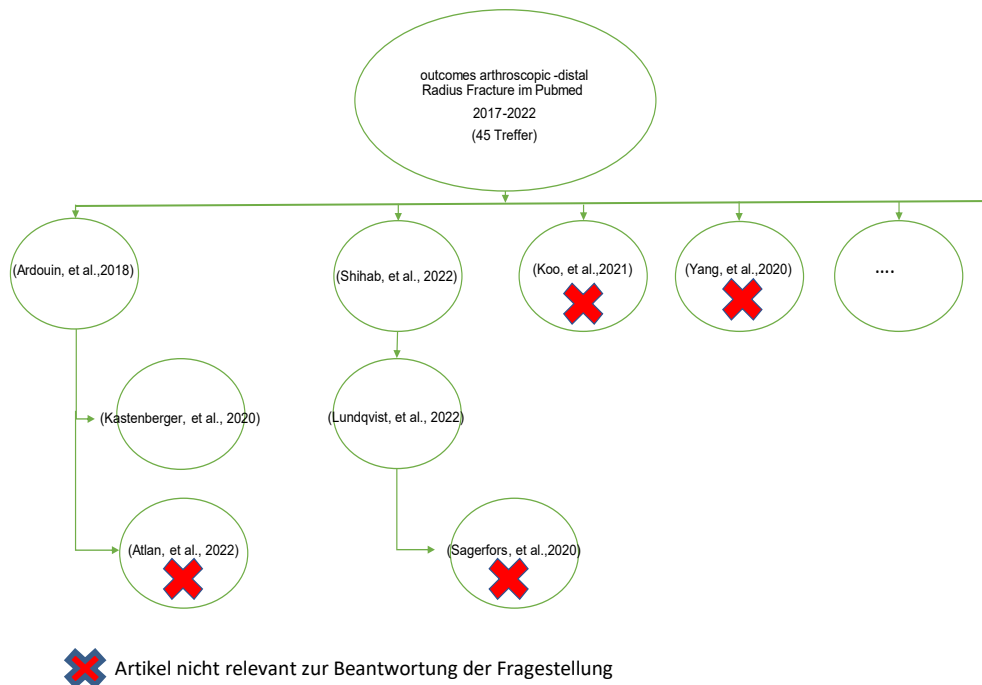 outcomes arthroscopic -distal
Radius Fracture im Pubmed
2017-2022
(45 Treffer)
(Ardouin, et al.,2018)
(Shihab, et al., 2022)
(Koo, et al.,2021)
(Yang, et al.,2020)
....
(Kastenberger, et al., 2020)
(Lundqvist, et al., 2022)
(Atlan, et al., 2022)
(Sagerfors, et al.,2020)
Artikel nicht relevant zur Beantwortung der Fragestellung